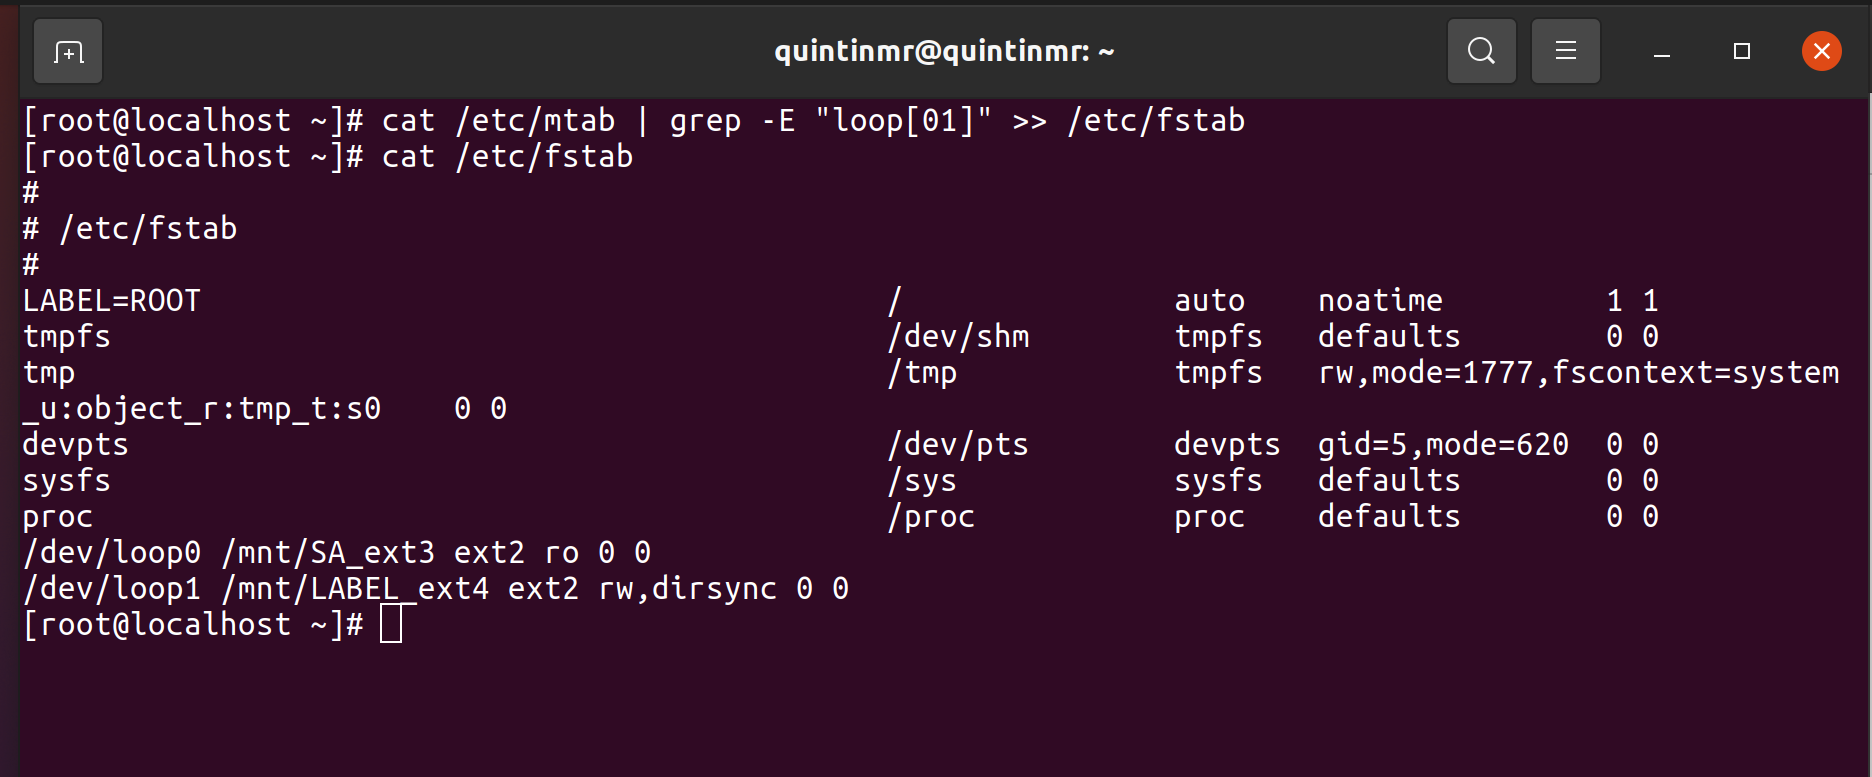 quintinmr@quintinmr: ~
[root@localhost ~]# cat /etc/mtab | grep -E "loop[01]" >> /etc/fstab
[root@localhost ~]# cat /etc/fstab
#
# /etc/fstab
#
LABEL=ROOT / auto noatime 1 1
tmpfs /dev/shm tmpfs defaults 0 0
tmp /tmp tmpfs rw,mode=1777,fscontext=system
_u:object_r:tmp_t:s0 0 0
devpts /dev/pts devpts gid=5,mode=620 0 0
sysfs /sys sysfs defaults 0 0
proc /proc proc defaults 0 0
/dev/loop0 /mnt/SA_ext3 ext2 ro 0 0
/dev/loop1 /mnt/LABEL_ext4 ext2 rw,dirsync 0 0
[root@localhost ~]#